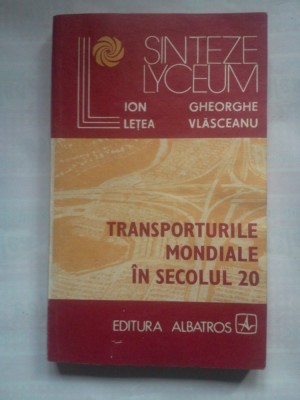 SINTEZE
LYCEUM
ION GHEORGHE
LEȚEA VLĂSCEANU
TRANSPORTURILE
MONDIALE
ÎN SECOLUL 20
EDITURA ALBATROS